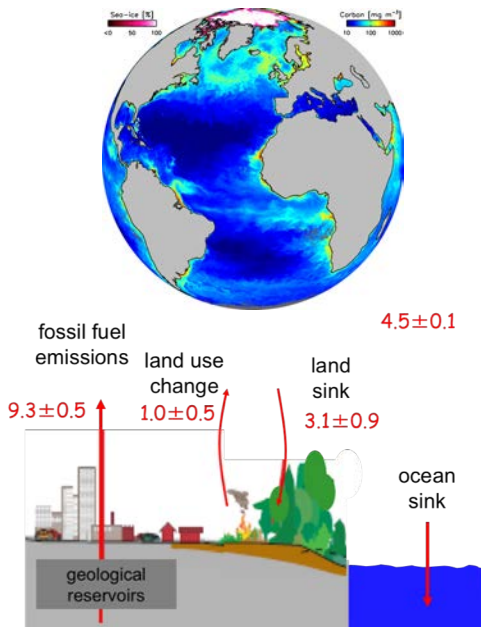 Sea-ice [%]
<0 50 100
Carbon [mg m⁻³]
10 100 1000
4.5±0.1
fossil fuel
emissions
land use
change
land
sink
9.3±0.5
1.0±0.5
3.1±0.9
ocean
sink
geological
reservoirs